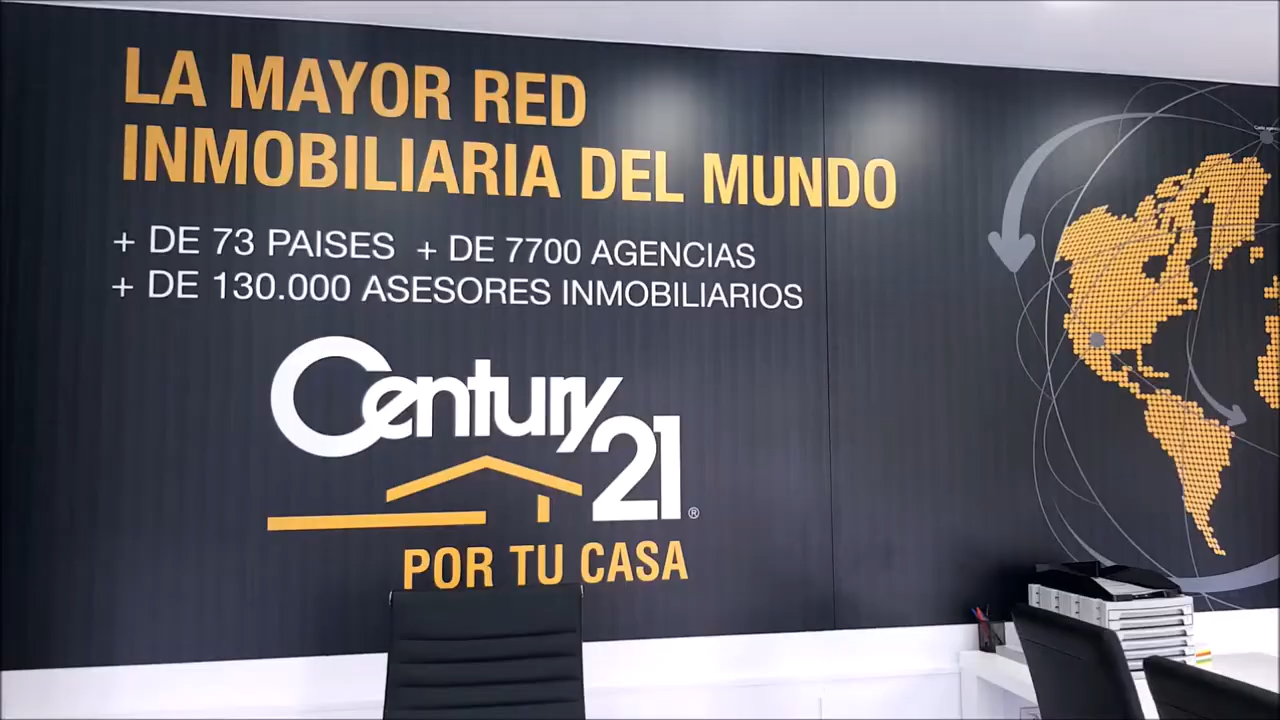 LA MAYOR RED
INMOBILIARIA DEL MUNDO
+ DE 73 PAISES + DE 7700 AGENCIAS
+ DE 130.000 ASESORES INMOBILIARIOS
Century
21®
POR TU CASA